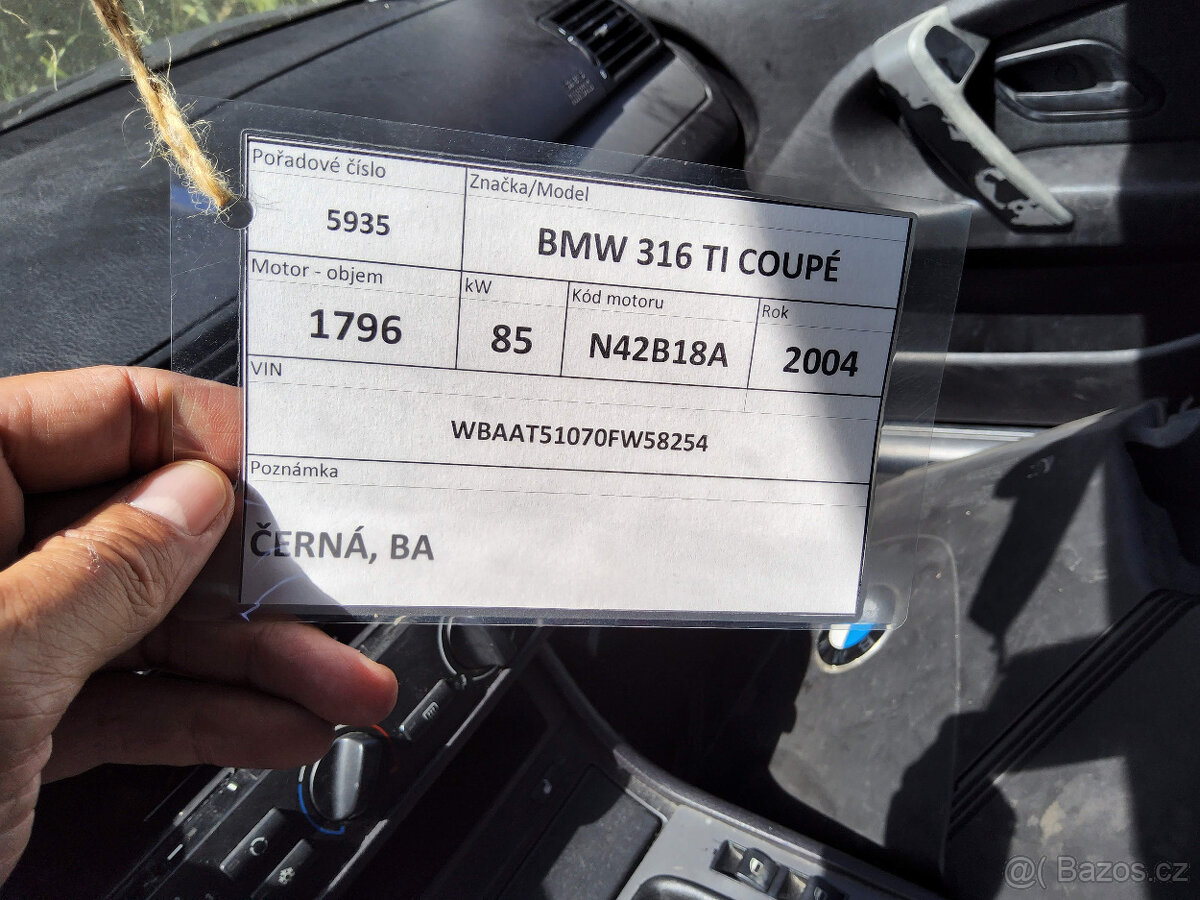 Pořadové číslo
5935
Značka/Model
BMW 316 TI COUPÉ
Motor - objem
1796
kW
85
Kód motoru
N42B18A
Rok
2004
VIN
WBAAT51070FW58254
Poznámka
ČERNÁ, BA
@( Bazos.cz